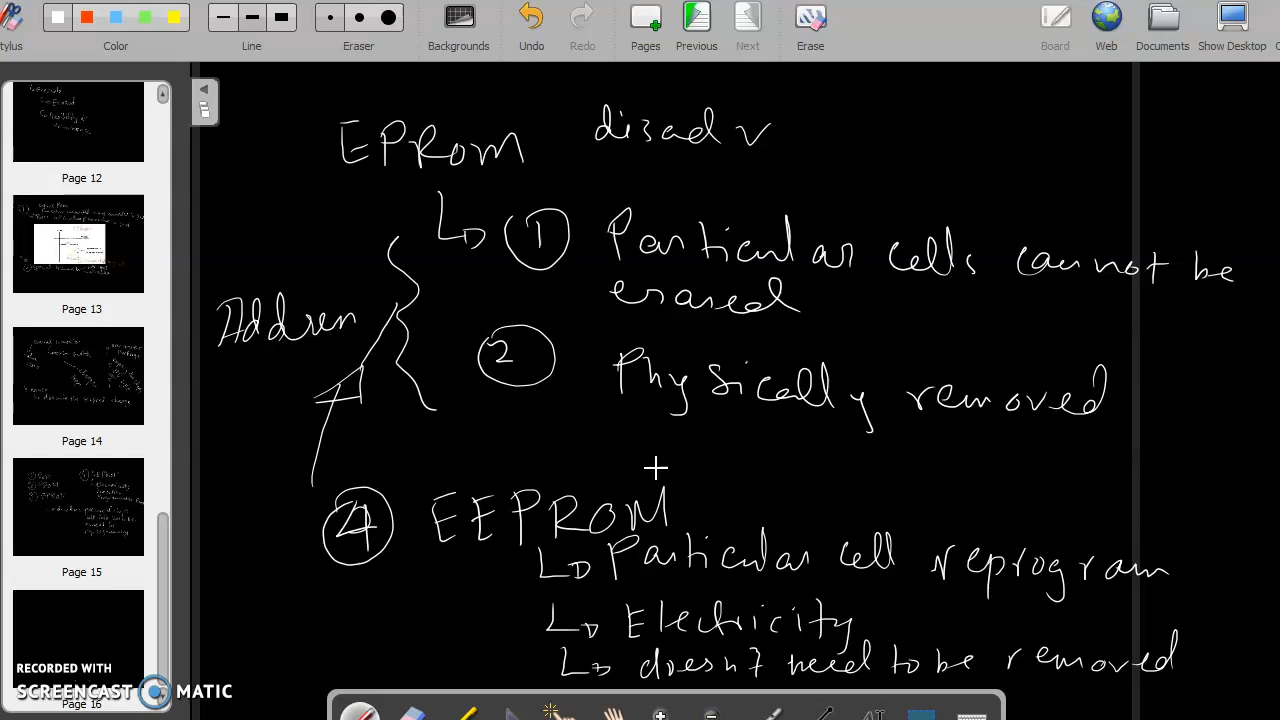 Stylus
Color
Line
Eraser
Backgrounds
Undo
Redo
Pages
Previous
Next
Erase
Board
Web
Documents
Show Desktop
Page 12
Page 13
Page 14
Page 15
Page 16
RECORDED WITH
SCREENCAST MATIC
EPROM disadv
1 Particular cells cannot be
erased
Address
2 Physically removed
4 EEPROM
Particular cell reprogram
Electricity
doesn't need to be removed